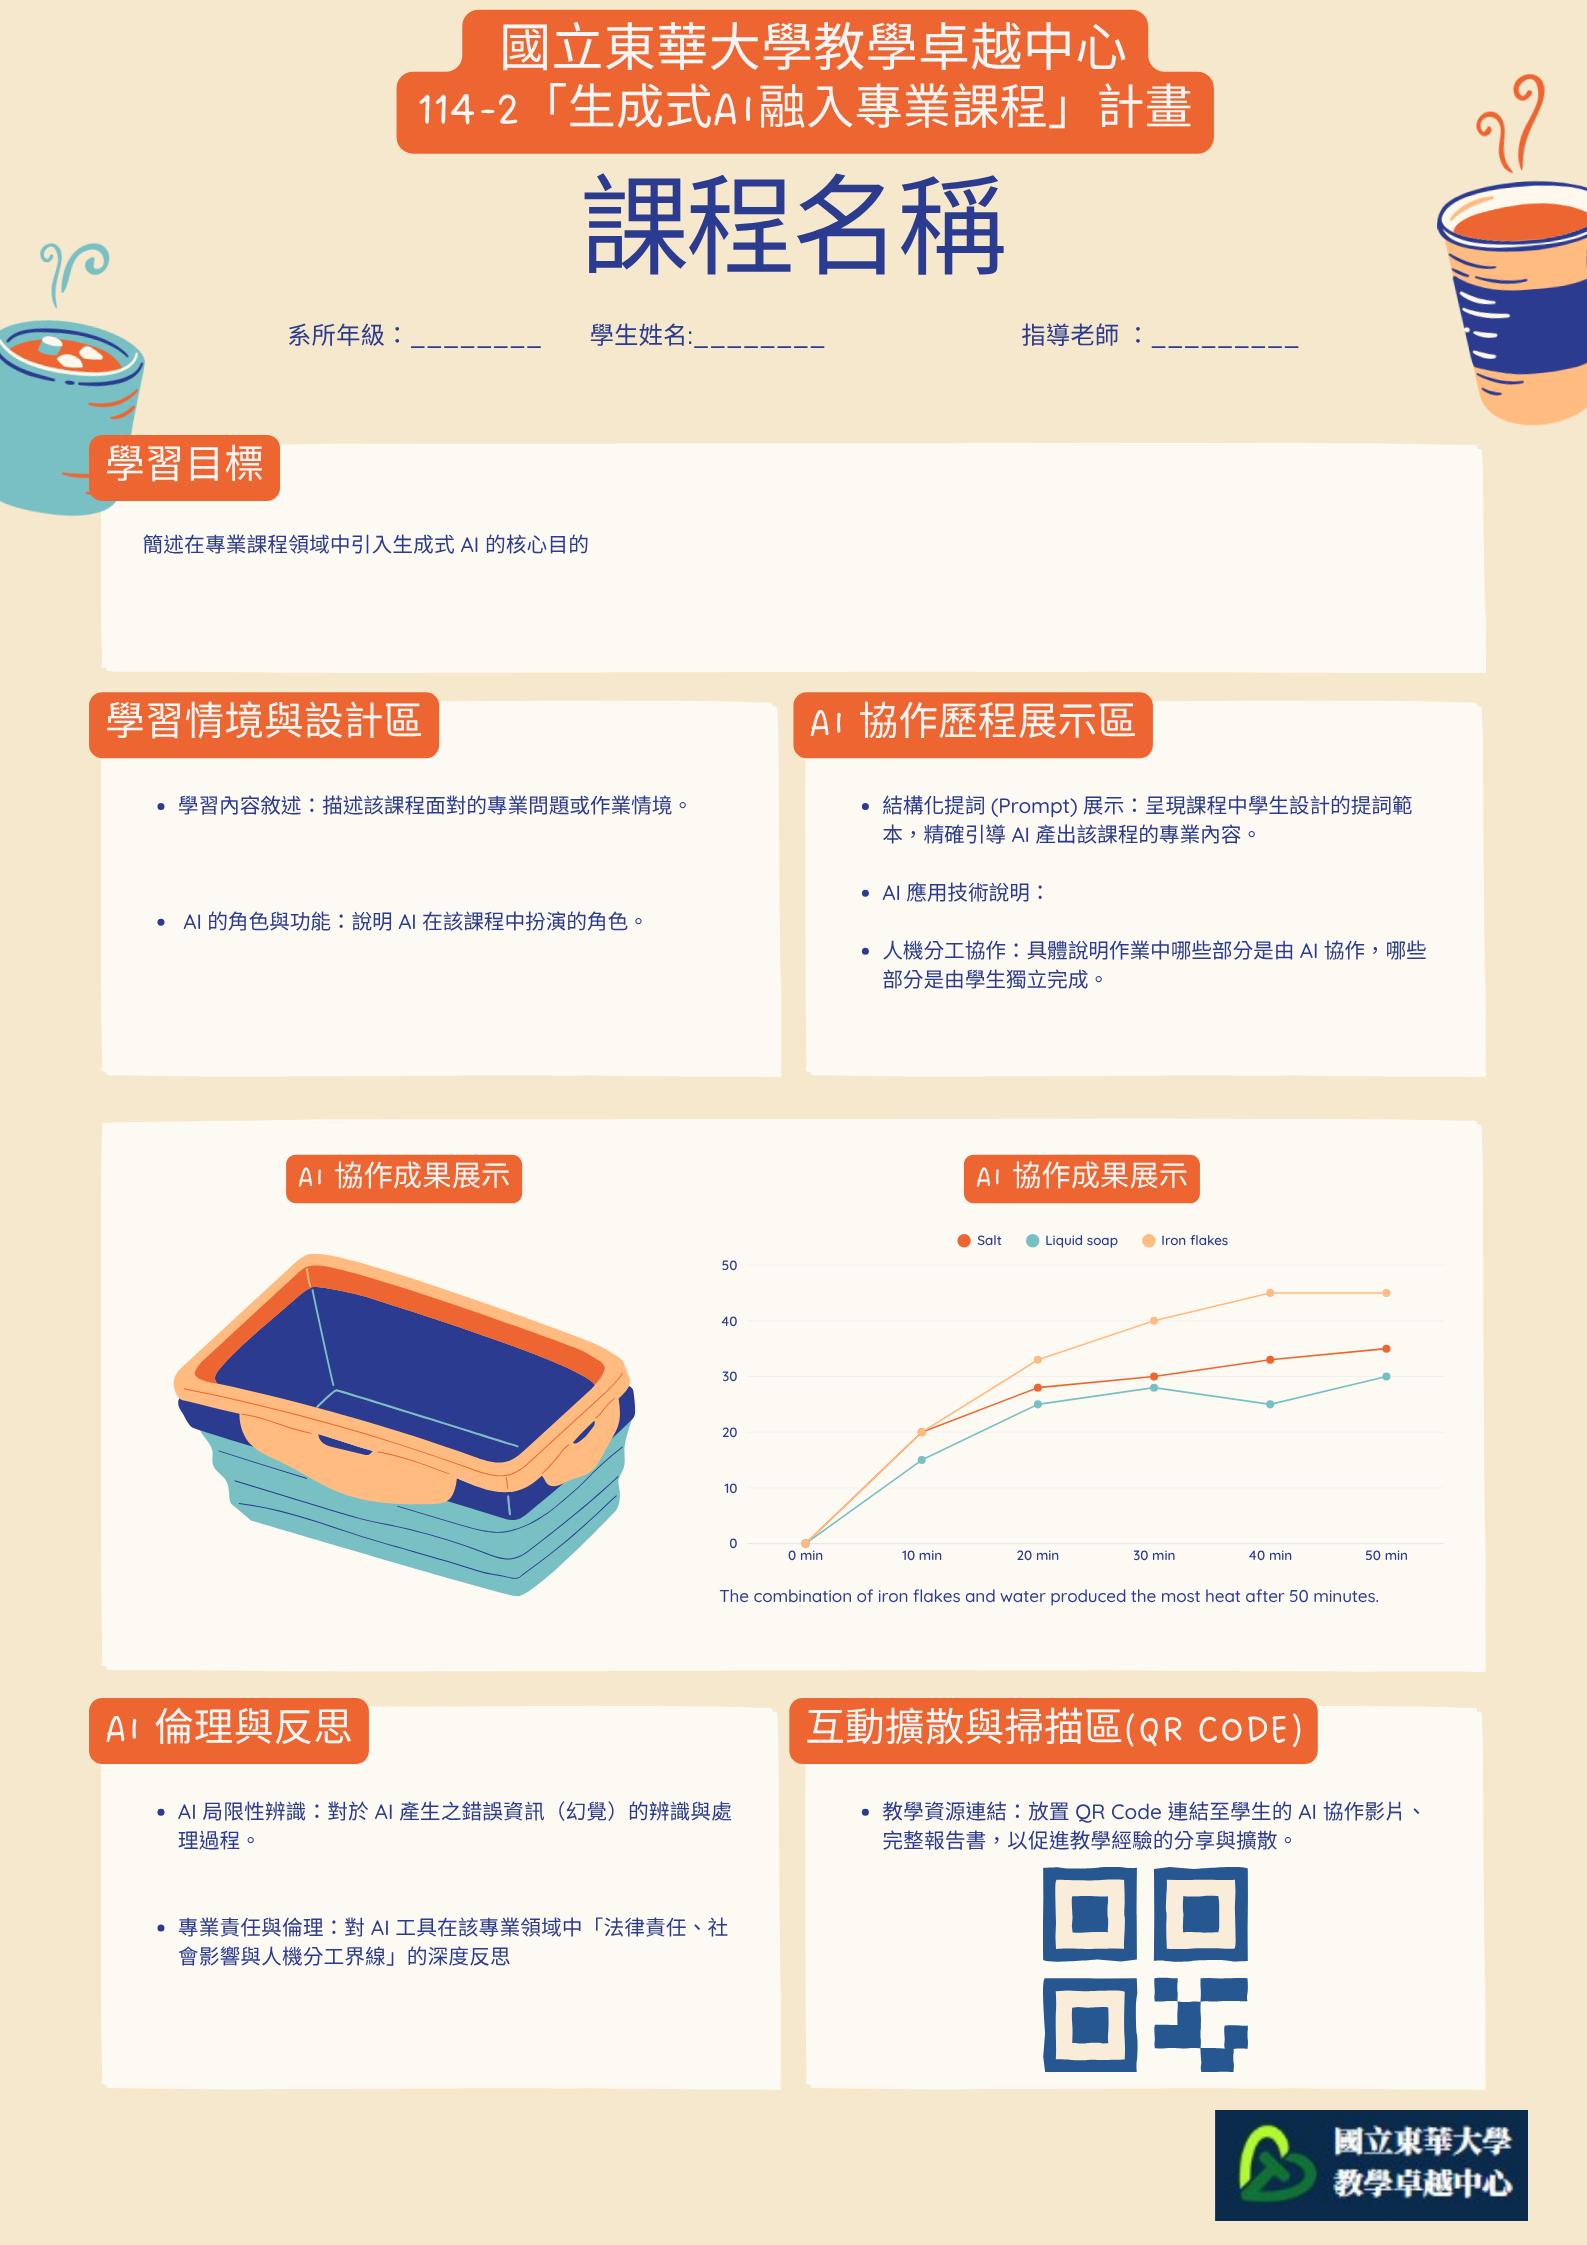 國立東華大學教學卓越中心
114-2「生成式AI融入專業課程」計畫
課程名稱
系所年級：________ 學生姓名:________ 指導老師 ：_________
學習目標
簡述在專業課程領域中引入生成式 AI 的核心目的
學習情境與設計區
• 學習內容敘述：描述該課程面對的專業問題或作業情境。
• AI 的角色與功能：說明 AI 在該課程中扮演的角色。
AI 協作歷程展示區
• 結構化提詞 (Prompt) 展示：呈現課程中學生設計的提詞範
本，精確引導 AI 產出該課程的專業內容。
• AI 應用技術說明：
• 人機分工協作：具體說明作業中哪些部分是由 AI 協作，哪些
部分是由學生獨立完成。
AI 協作成果展示
AI 協作成果展示
Salt Liquid soap Iron flakes
50
40
30
20
10
0
0 min 10 min 20 min 30 min 40 min 50 min
The combination of iron flakes and water produced the most heat after 50 minutes.
AI 倫理與反思
• AI 局限性辨識：對於 AI 產生之錯誤資訊（幻覺）的辨識與處
理過程。
• 專業責任與倫理：對 AI 工具在該專業領域中「法律責任、社
會影響與人機分工界線」的深度反思
互動擴散與掃描區(QR CODE)
• 教學資源連結：放置 QR Code 連結至學生的 AI 協作影片、
完整報告書，以促進教學經驗的分享與擴散。
國立東華大學
教學卓越中心